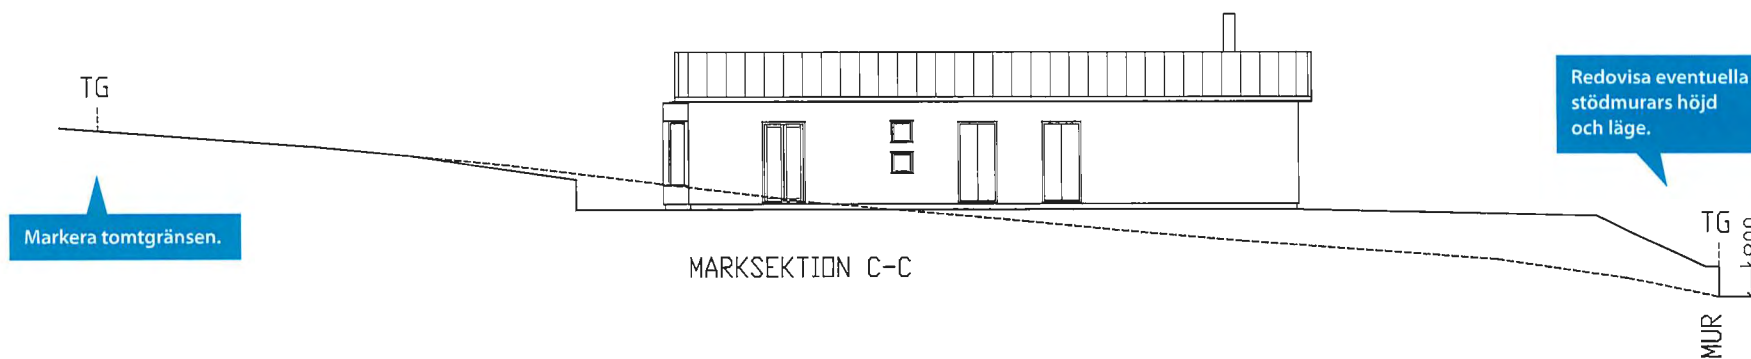 TG
Redovisa eventuella
stödmurars höjd
och läge.
Markera tomtgränsen.
MARKSEKTION C-C
TG
MUR